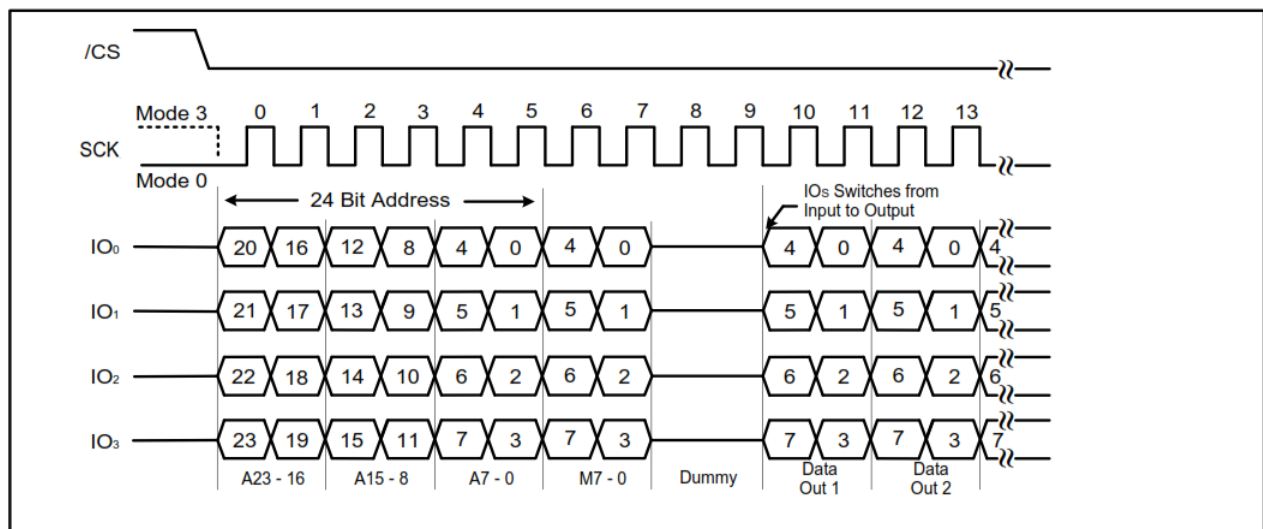 /CS
Mode 3 0 1 2 3 4 5 6 7 8 9 10 11 12 13
SCK
Mode 0
24 Bit Address
IOs Switches from
Input to Output
IO0 20 16 12 8 4 0 4 0 4 0 4 0 4
IO1 21 17 13 9 5 1 5 1 5 1 5 1 5
IO2 22 18 14 10 6 2 6 2 6 2 6 2 6
IO3 23 19 15 11 7 3 7 3 7 3 7 3 7
A23 - 16 A15 - 8 A7 - 0 M7 - 0 Dummy Data Out 1 Data Out 2